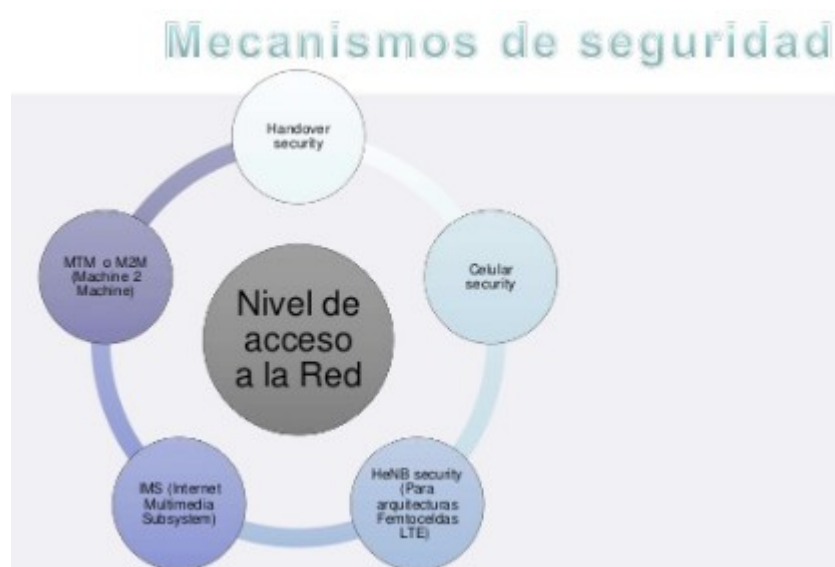 Mecanismos de seguridad
Handover
security
Celular
security
HeNB security
(Para
arquitecturas
Femtoceldas
LTE)
IMS (Internet
Multimedia
Subsystem)
MTM o M2M
(Machine 2
Machine)
Nivel de
acceso
a la Red